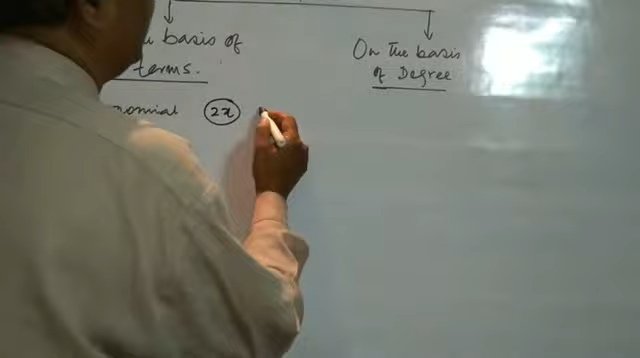 basis of
terms.
On the basis
of Degree
nomial 2x